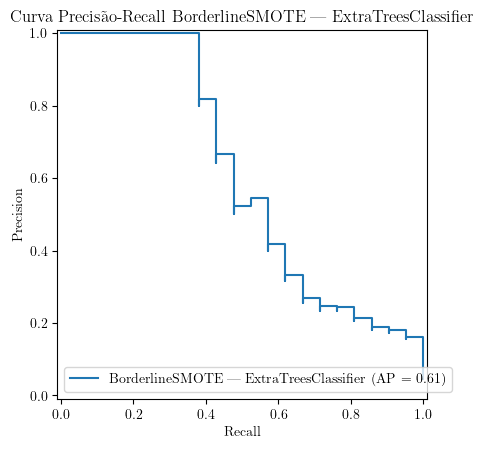 Curva Precisão-Recall BorderlineSMOTE — ExtraTreesClassifier
1.0
0.8
0.6
0.4
0.2
0.0
Precision
BorderlineSMOTE — ExtraTreesClassifier (AP = 0.61)
0.0 0.2 0.4 0.6 0.8 1.0
Recall